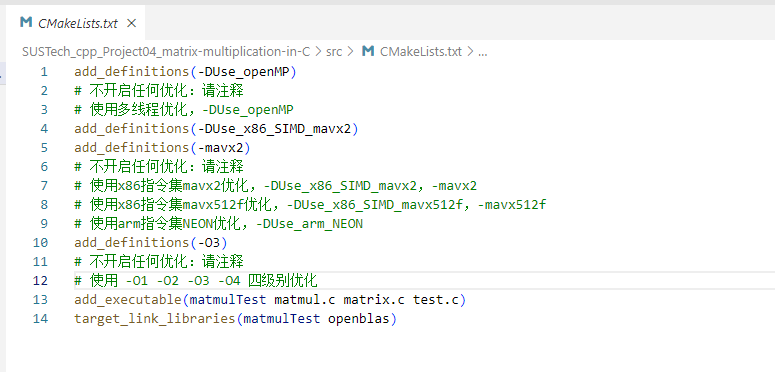 CMakeLists.txt
SUSTech_cpp_Project04_matrix-multiplication-in-C > src > CMakeLists.txt > ...
1 add_definitions(-DUse_openMP)
2 # 不开启任何优化：请注释
3 # 使用多线程优化，-DUse_openMP
4 add_definitions(-DUse_x86_SIMD_mavx2)
5 add_definitions(-mavx2)
6 # 不开启任何优化：请注释
7 # 使用x86指令集mavx2优化，-DUse_x86_SIMD_mavx2，-mavx2
8 # 使用x86指令集mavx512f优化，-DUse_x86_SIMD_mavx512f，-mavx512f
9 # 使用arm指令集NEON优化，-DUse_arm_NEON
10 add_definitions(-O3)
11 # 不开启任何优化：请注释
12 # 使用 -O1 -O2 -O3 -O4 四级别优化
13 add_executable(matmulTest matmul.c matrix.c test.c)
14 target_link_libraries(matmulTest openblas)